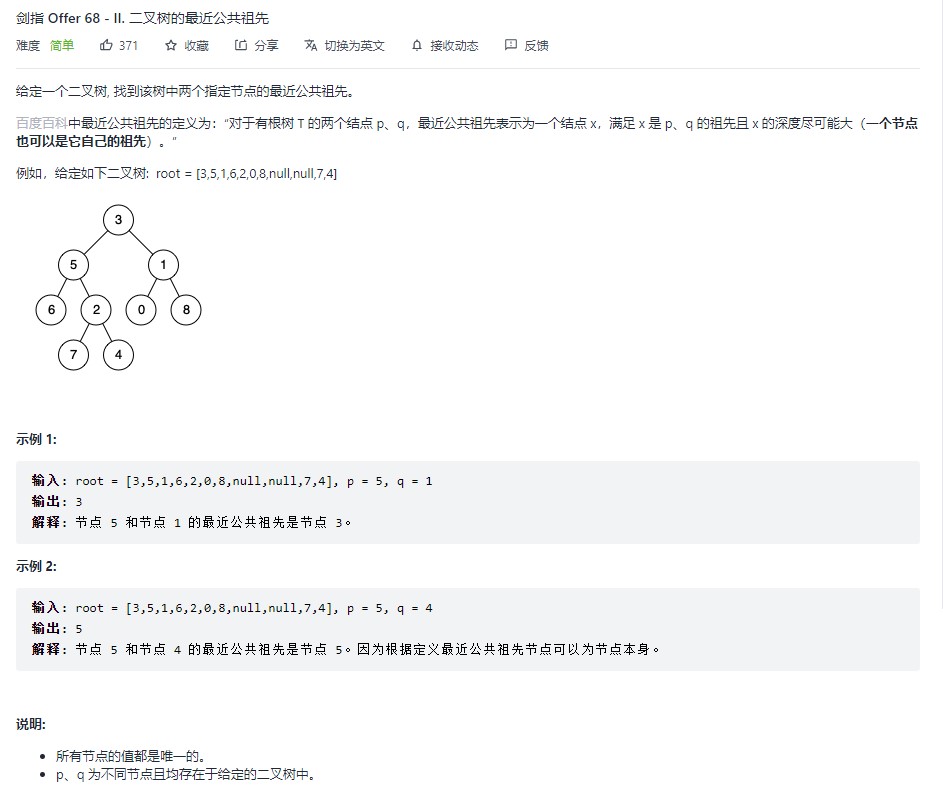 剑指 Offer 68 - II. 二叉树的最近公共祖先
难度 简单 371 收藏 分享 切换为英文 接收动态 反馈
给定一个二叉树, 找到该树中两个指定节点的最近公共祖先。
百度百科中最近公共祖先的定义为：“对于有根树 T 的两个结点 p、q，最近公共祖先表示为一个结点 x，满足 x 是 p、q 的祖先且 x 的深度尽可能大（一个节点
也可以是它自己的祖先）。”
例如，给定如下二叉树: root = [3,5,1,6,2,0,8,null,null,7,4]
3
5 1
6 2 0 8
7 4
示例 1:
输入: root = [3,5,1,6,2,0,8,null,null,7,4], p = 5, q = 1
输出: 3
解释: 节点 5 和节点 1 的最近公共祖先是节点 3。
示例 2:
输入: root = [3,5,1,6,2,0,8,null,null,7,4], p = 5, q = 4
输出: 5
解释: 节点 5 和节点 4 的最近公共祖先是节点 5。因为根据定义最近公共祖先节点可以为节点本身。
说明:
• 所有节点的值都是唯一的。
• p、q 为不同节点且均存在于给定的二叉树中。